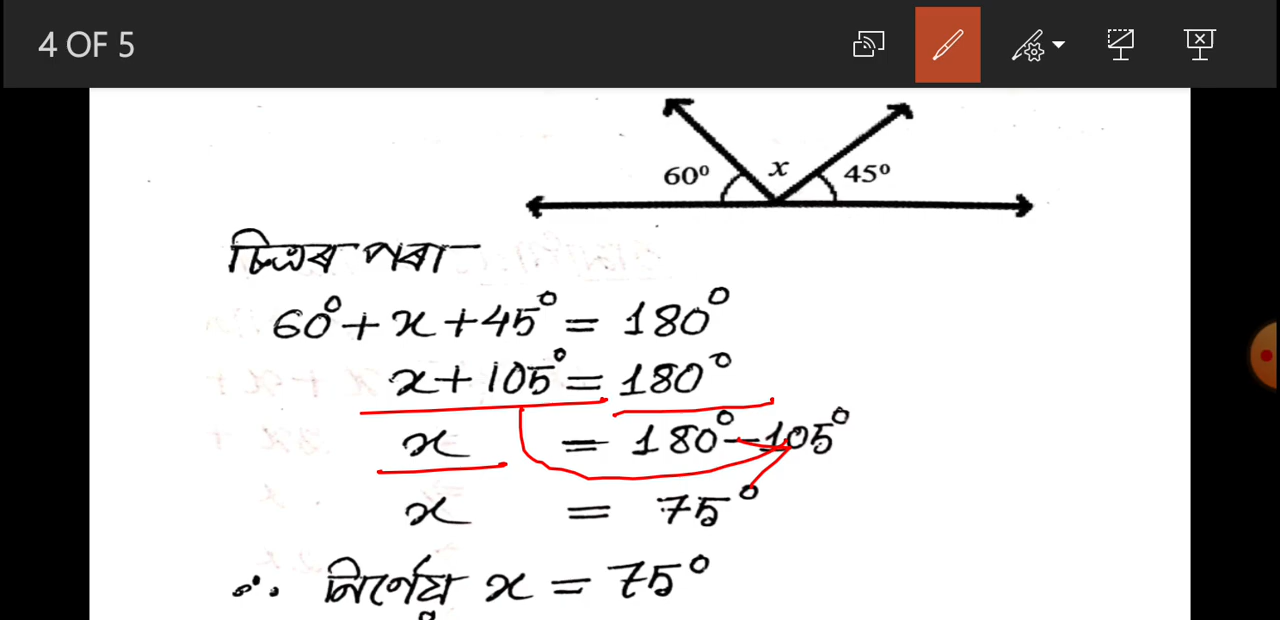 4 OF 5
60⁰ x 45⁰
চিত্ৰৰ পৰা
60° + x + 45° = 180°
x + 105° = 180°
x = 180° - 105°
x = 75°
∴ নিৰ্ণেয় x = 75°